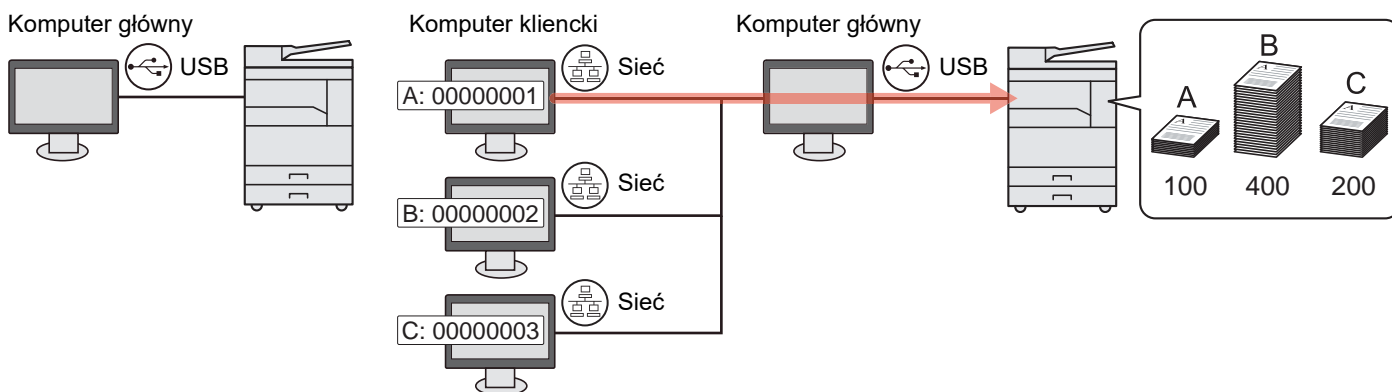 Komputer główny
USB
Komputer kliencki
Sieć
A: 00000001
Sieć
B: 00000002
Sieć
C: 00000003
Komputer główny
USB
A
B
C
100
400
200